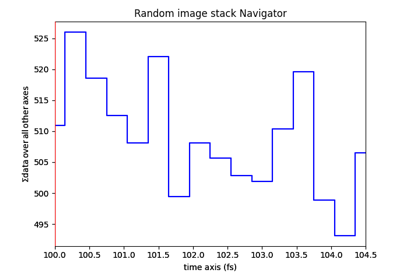 Random image stack Navigator
525
520
515
510
505
500
495
Σdata over all other axes
100.0 100.5 101.0 101.5 102.0 102.5 103.0 103.5 104.0 104.5
time axis (fs)